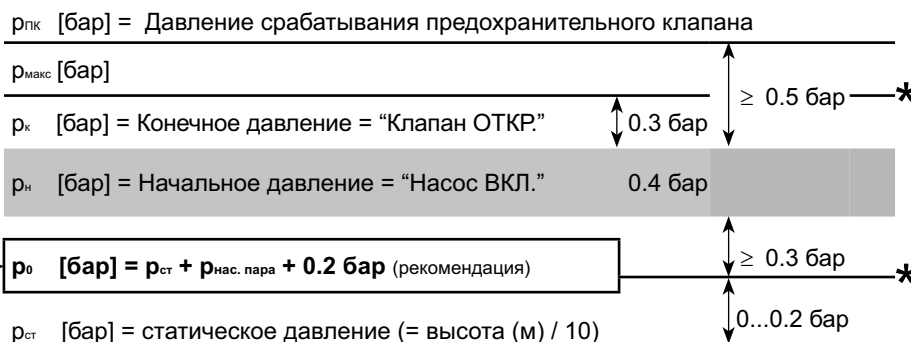 pпк [бар] = Давление срабатывания предохранительного клапана
pмакс [бар]
≥ 0.5 бар *
pк [бар] = Конечное давление = “Клапан ОТКР.” 0.3 бар
pн [бар] = Начальное давление = “Насос ВКЛ.” 0.4 бар
p0 [бар] = pст + pнас. пара + 0.2 бар (рекомендация) ≥ 0.3 бар
*
pст [бар] = статическое давление (= высота (м) / 10) 0...0.2 бар